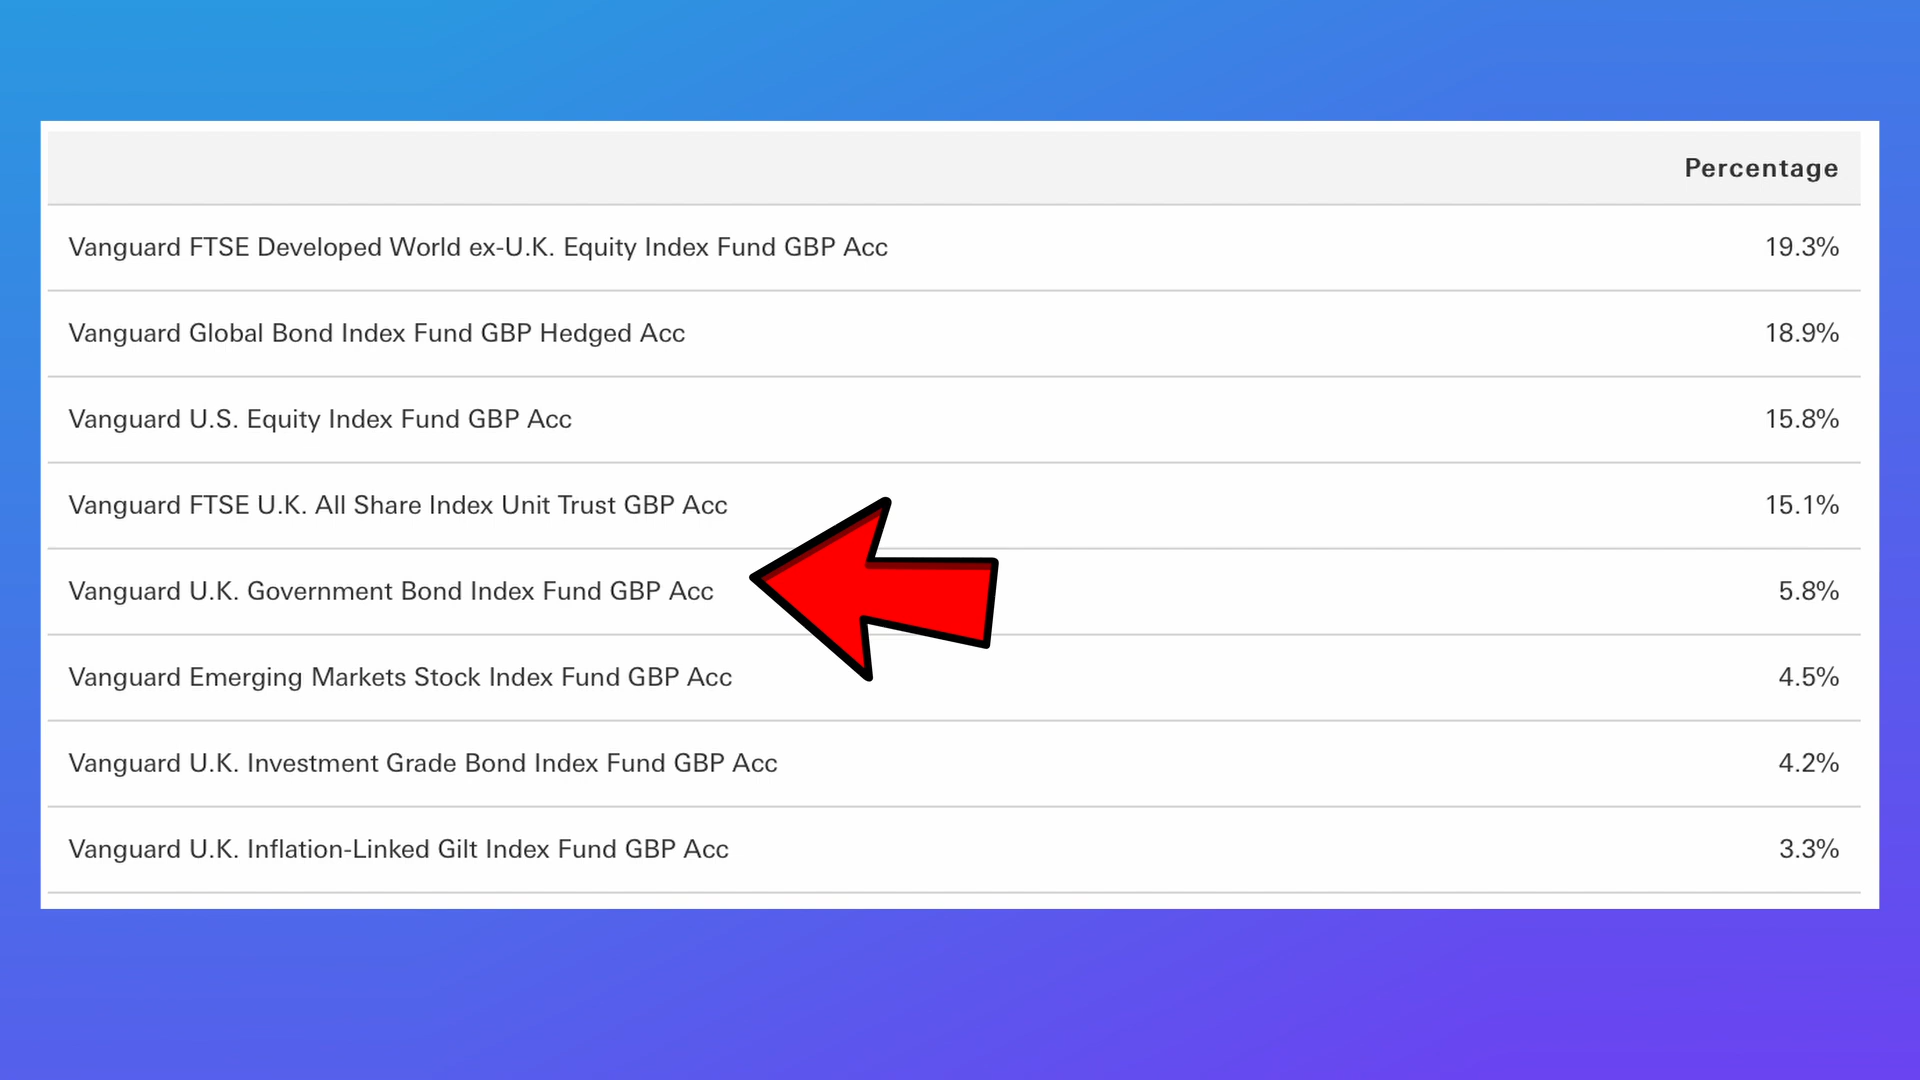 Percentage
Vanguard FTSE Developed World ex-U.K. Equity Index Fund GBP Acc 19.3%
Vanguard Global Bond Index Fund GBP Hedged Acc 18.9%
Vanguard U.S. Equity Index Fund GBP Acc 15.8%
Vanguard FTSE U.K. All Share Index Unit Trust GBP Acc 15.1%
Vanguard U.K. Government Bond Index Fund GBP Acc 5.8%
Vanguard Emerging Markets Stock Index Fund GBP Acc 4.5%
Vanguard U.K. Investment Grade Bond Index Fund GBP Acc 4.2%
Vanguard U.K. Inflation-Linked Gilt Index Fund GBP Acc 3.3%